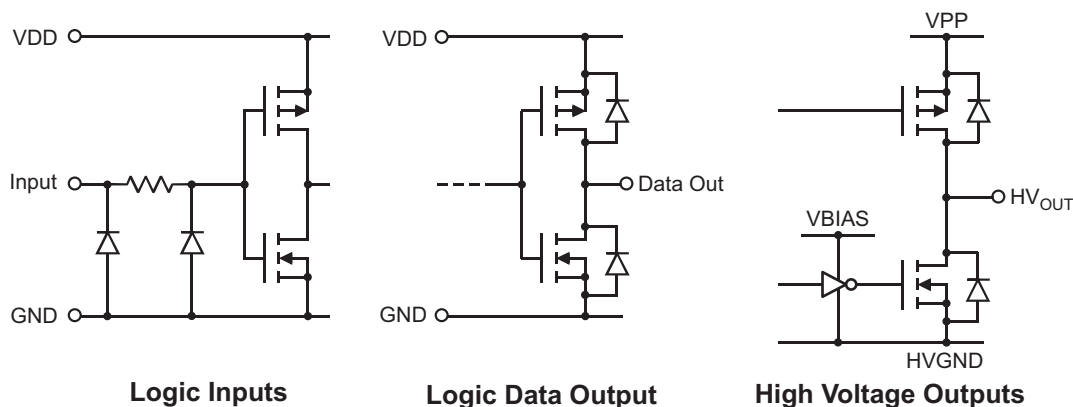 VDD
Input
GND
Logic Inputs
VDD
Data Out
GND
Logic Data Output
VPP
HVOUT
VBIAS
HVGND
High Voltage Outputs